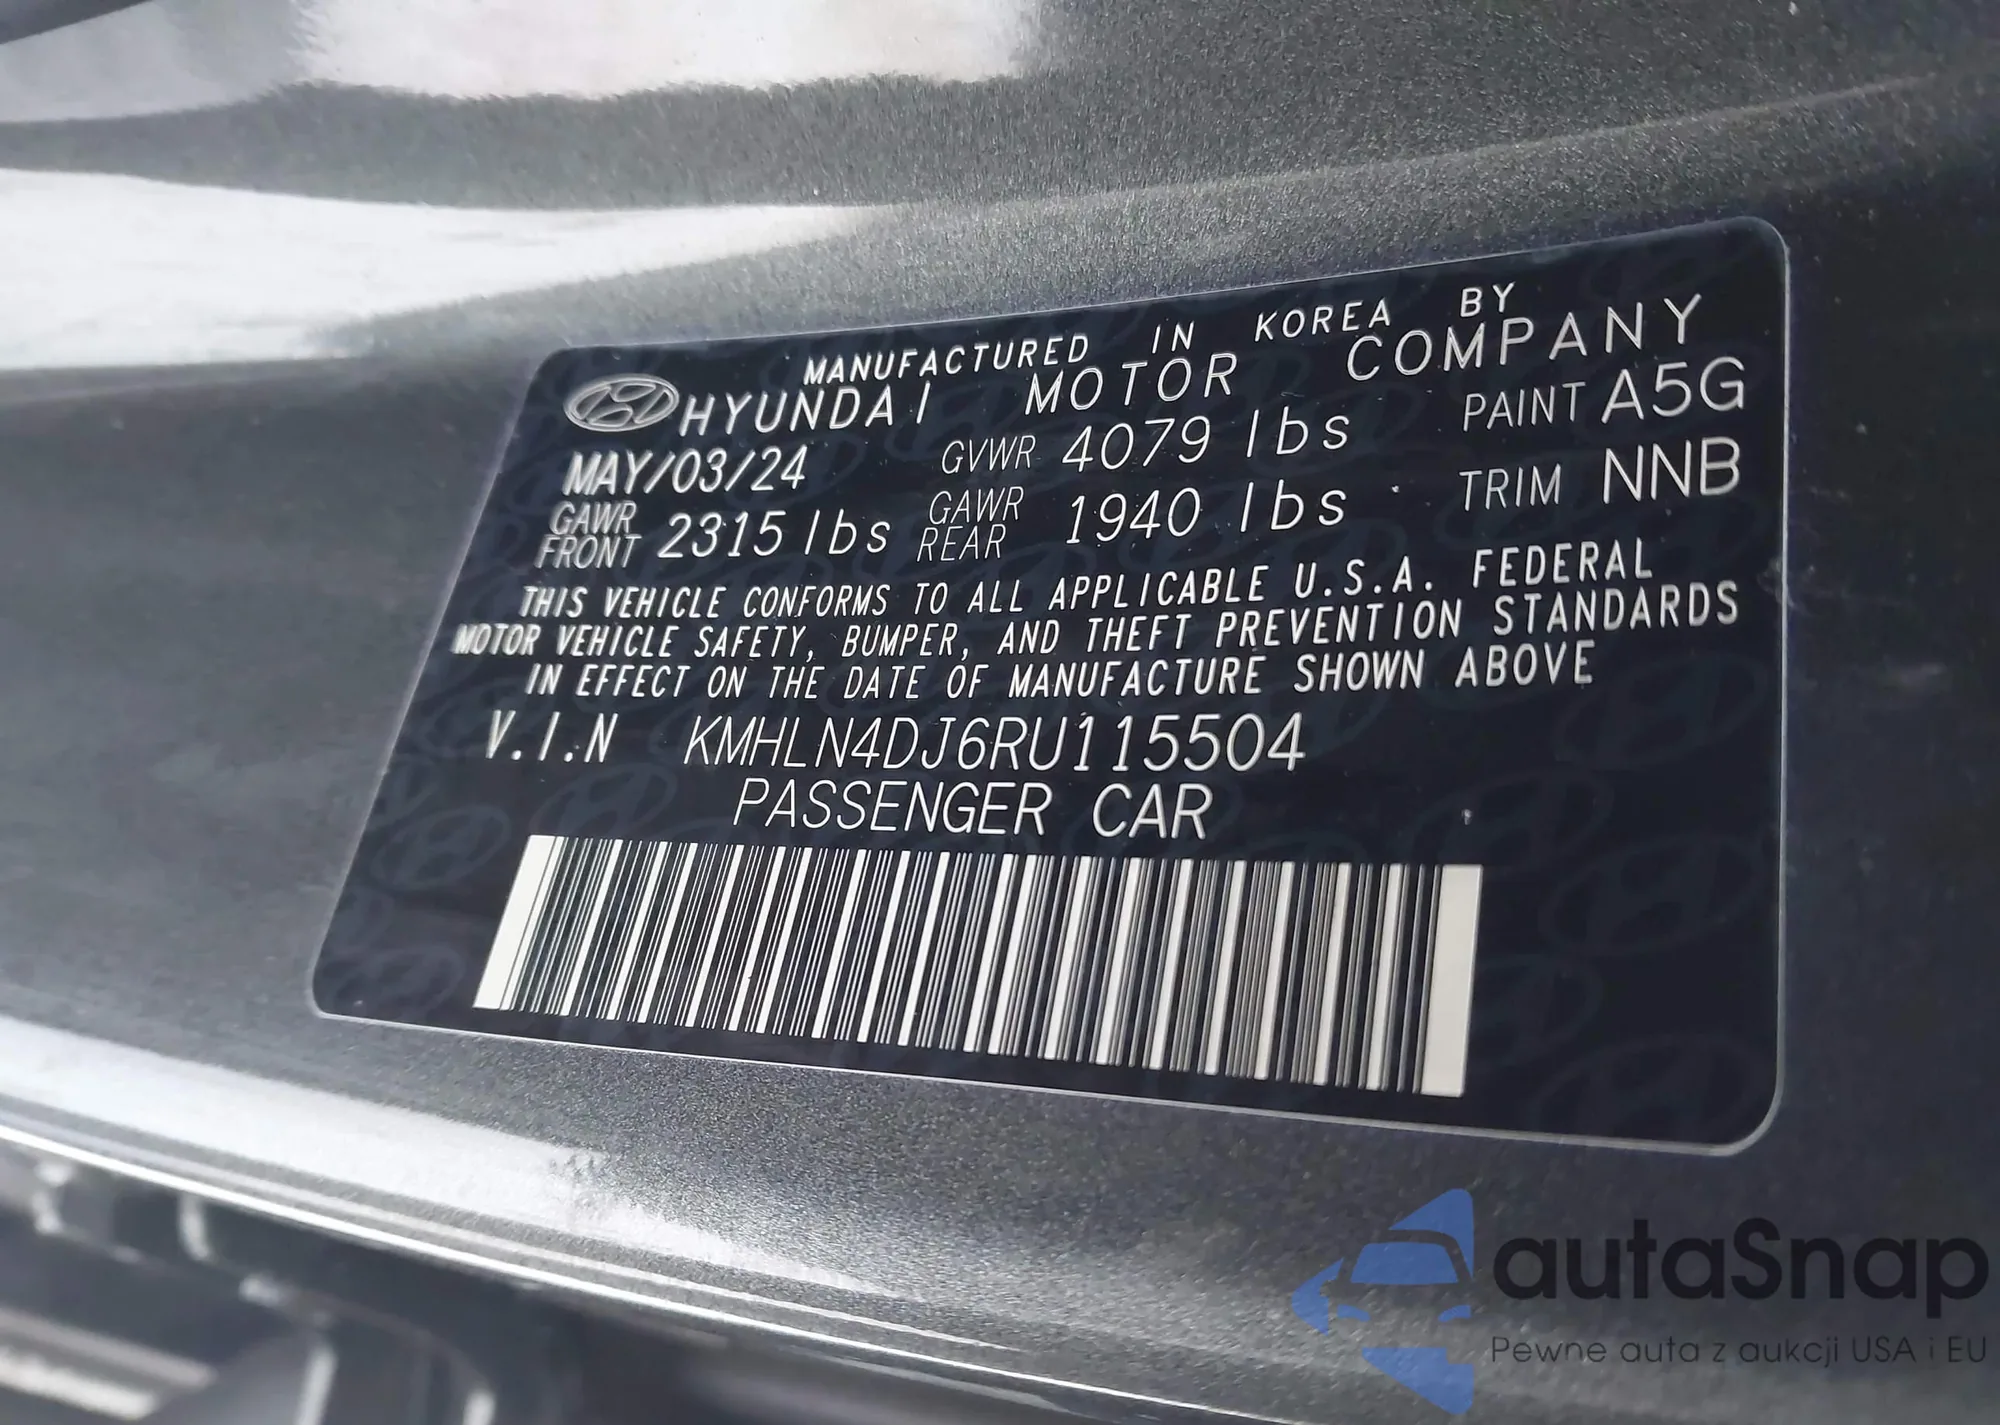 MANUFACTURED IN KOREA BY
HYUNDAI MOTOR COMPANY
MAY/03/24 GVWR 4079 lbs PAINT A5G
GAWR FRONT 2315 lbs GAWR REAR 1940 lbs TRIM NNB
THIS VEHICLE CONFORMS TO ALL APPLICABLE U.S.A. FEDERAL
MOTOR VEHICLE SAFETY, BUMPER, AND THEFT PREVENTION STANDARDS
IN EFFECT ON THE DATE OF MANUFACTURE SHOWN ABOVE
V.I.N KMHLN4DJ6RU115504
PASSENGER CAR
autaSnap
Pewne auta z aukcji USA i EU